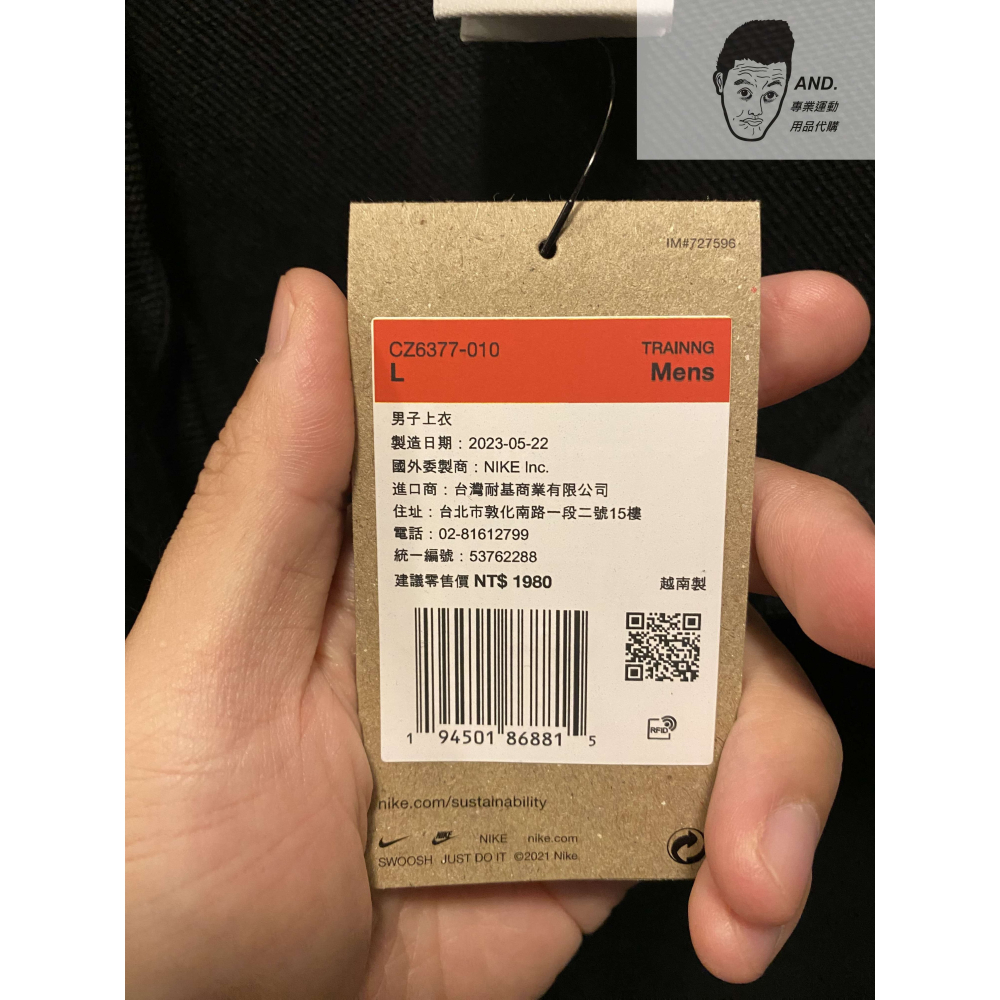 AND.
專業運動
用品代購
IM#727596
CZ6377-010
TRAINNG
L
Mens
男子上衣
製造日期：2023-05-22
國外委製商：NIKE Inc.
進口商：台灣耐基商業有限公司
住址：台北市敦化南路一段二號15樓
電話：02-81612799
統一編號：53762288
建議零售價 NT$ 1980
越南製
1 94501 86881 5
RFID
nike.com/sustainability
NIKE NIKE nike.com
SWOOSH JUST DO IT ©2021 Nike.